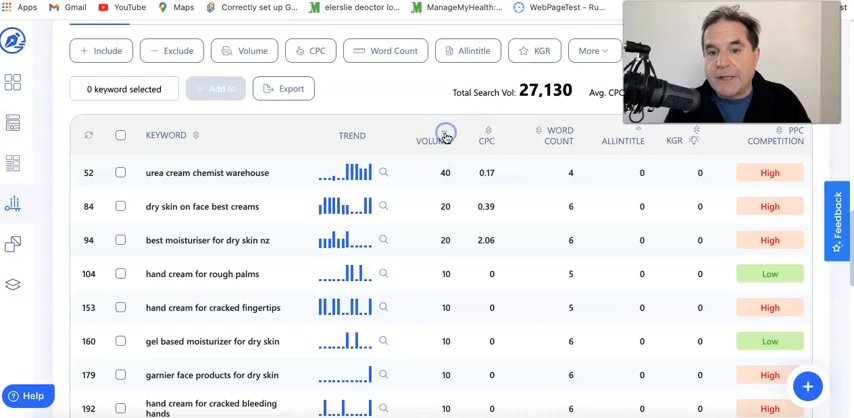 Apps
Gmail
YouTube
Maps
Correctly set up G...
elerslie deoctor lo...
ManageMyHealth:...
WebPageTest - Ru...
st
+ Include
− Exclude
Volume
CPC
Word Count
Allintitle
KGR
More
0 keyword selected
+ Add to
Export
Total Search Vol: 27,130
Avg. CPC
KEYWORD
TREND
VOLUME
CPC
WORD
COUNT
ALLINTITLE
KGR
PPC
COMPETITION
52 urea cream chemist warehouse 40 0.17 4 0 0 High
84 dry skin on face best creams 20 0.39 6 0 0 High
94 best moisturiser for dry skin nz 20 2.06 6 0 0 High
104 hand cream for rough palms 10 0 5 0 0 Low
153 hand cream for cracked fingertips 10 0 5 0 0 High
160 gel based moisturizer for dry skin 10 0 6 0 0 Low
179 garnier face products for dry skin 10 0 6 0 0 High
192 hand cream for cracked bleeding
hands 10 0 6 0 0 High
Feedback
Help